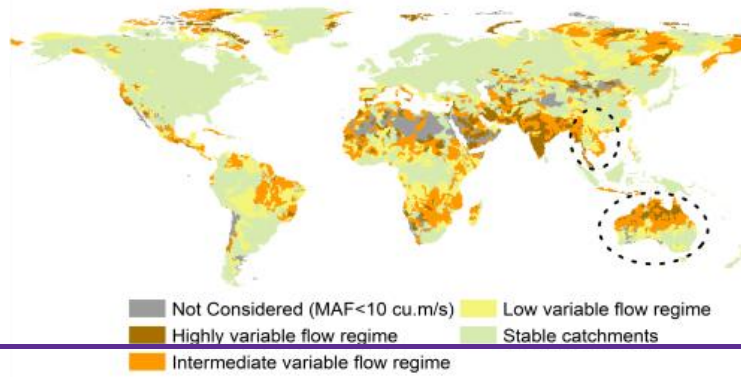 Not Considered (MAF<10 cu.m/s)
Low variable flow regime
Highly variable flow regime
Stable catchments
Intermediate variable flow regime